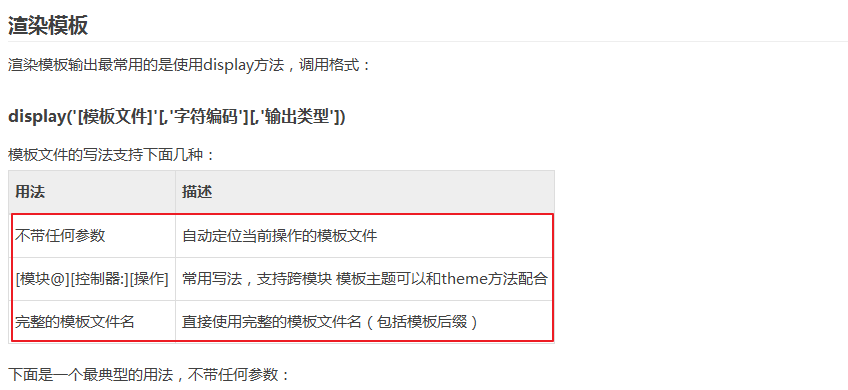 渲染模板
渲染模板输出最常用的是使用display方法，调用格式：
display('[模板文件]'[,'字符编码'][,'输出类型'])
模板文件的写法支持下面几种：
用法 描述
不带任何参数 自动定位当前操作的模板文件
[模块@][控制器:][操作] 常用写法，支持跨模块 模板主题可以和theme方法配合
完整的模板文件名 直接使用完整的模板文件名（包括模板后缀）
下面是一个最典型的用法，不带任何参数：